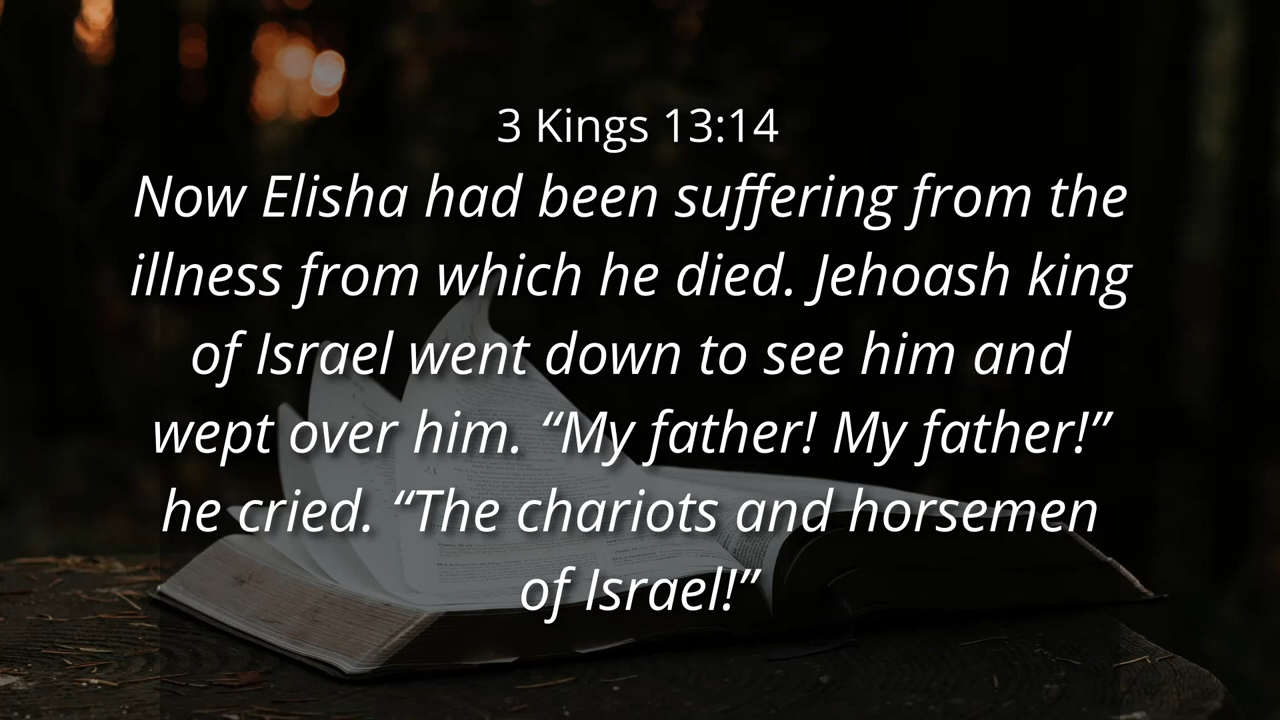 3 Kings 13:14
Now Elisha had been suffering from the
illness from which he died. Jehoash king
of Israel went down to see him and
wept over him. “My father! My father!”
he cried. “The chariots and horsemen
of Israel!”